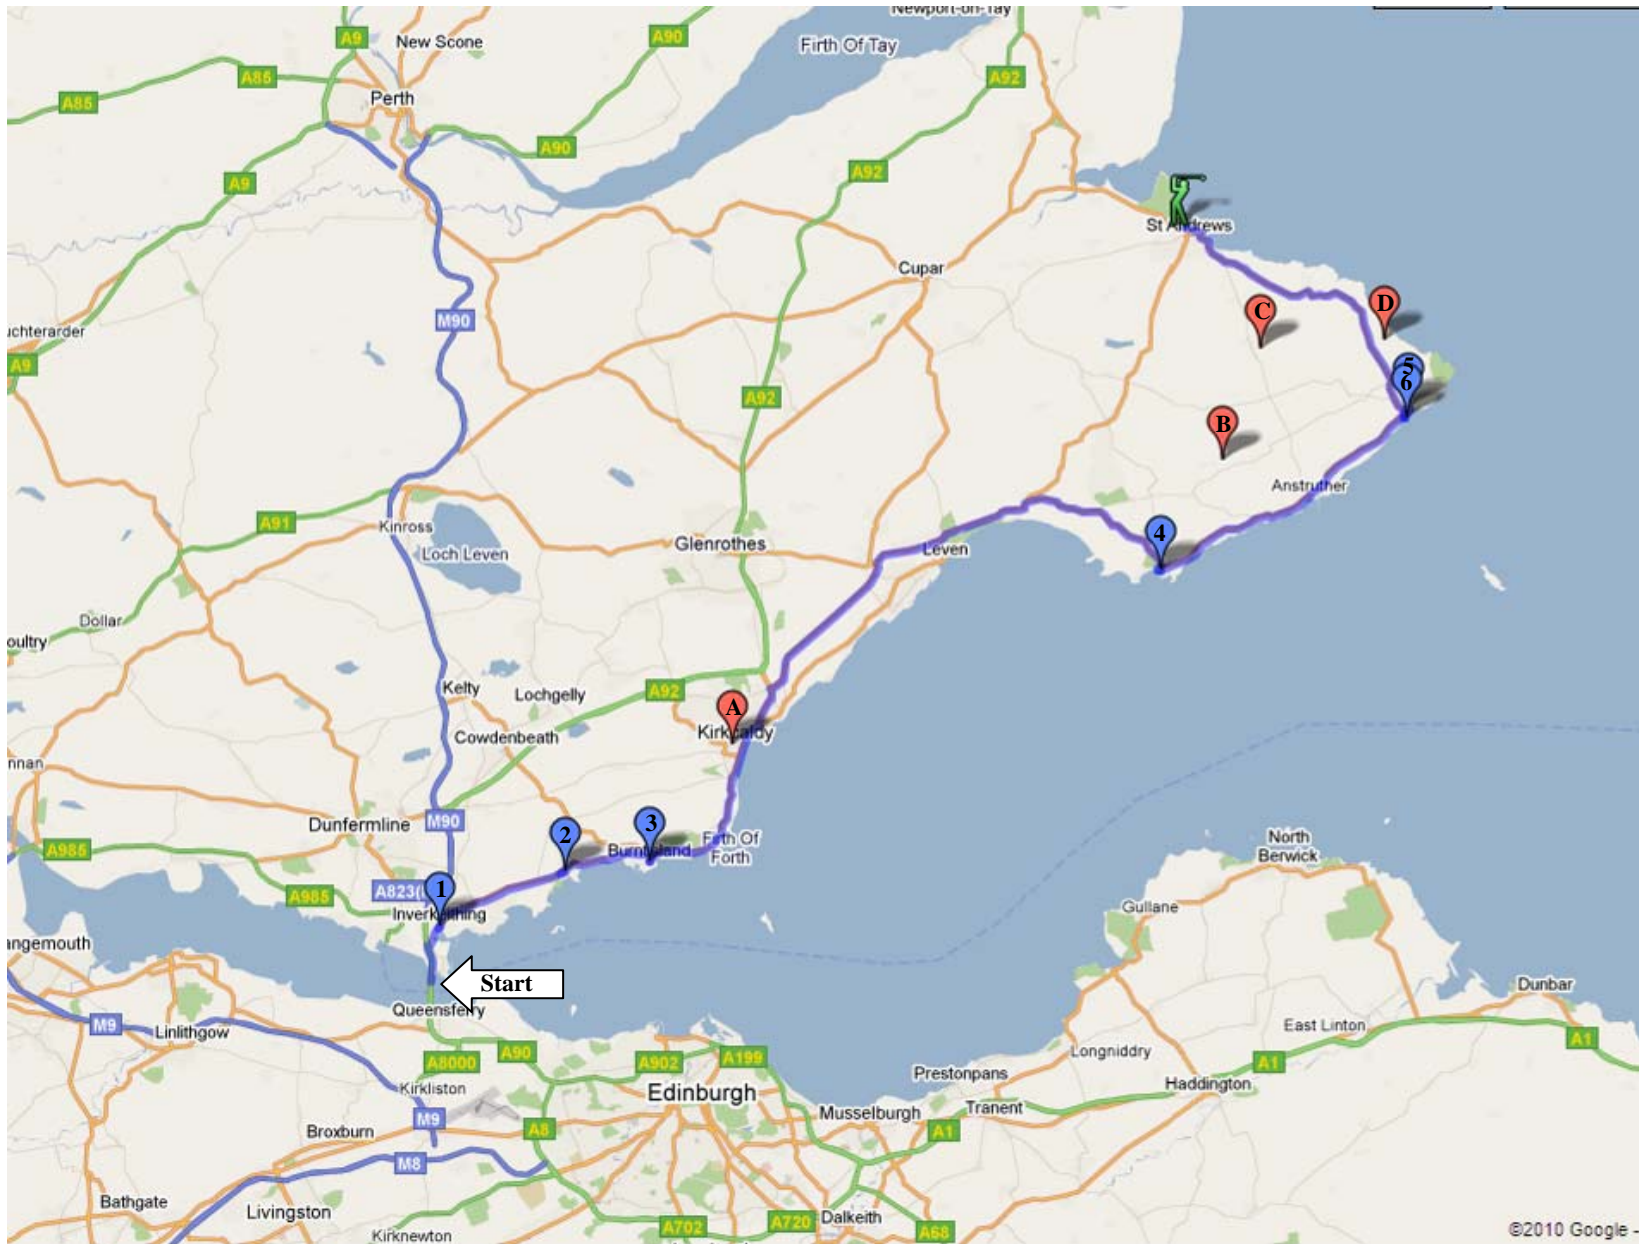 Newport-on-Tay
A9
New Scone
A90
Firth Of Tay
A85
A92
A85
Perth
A90
A92
A9
St Andrews
Cupar
C
D
uchterarder
M90
A9
5
6
A92
B
Anstruther
A91
Kinross
Loch Leven
Glenrothes
4
Leven
Dollar
oultry
Kelty
Lochgelly
A92
A
Kirkcaldy
Cowdenbeath
nnan
Dunfermline
M90
2
3
A985
Burntisland
Firth Of
Forth
North
Berwick
A985
A823(
1
Inverkeithing
Gullane
angemouth
Start
Queensferry
Dunbar
M9
Linlithgow
East Linton
A1
A8000
A90
A902
A199
Longniddry
A1
Kirkliston
Edinburgh
Prestonpans
Haddington
M9
Musselburgh
Tranent
Broxburn
A8
A1
M8
Bathgate
Livingston
Dalkeith
A702
A720
A68
Kirknewton
©2010 Google -